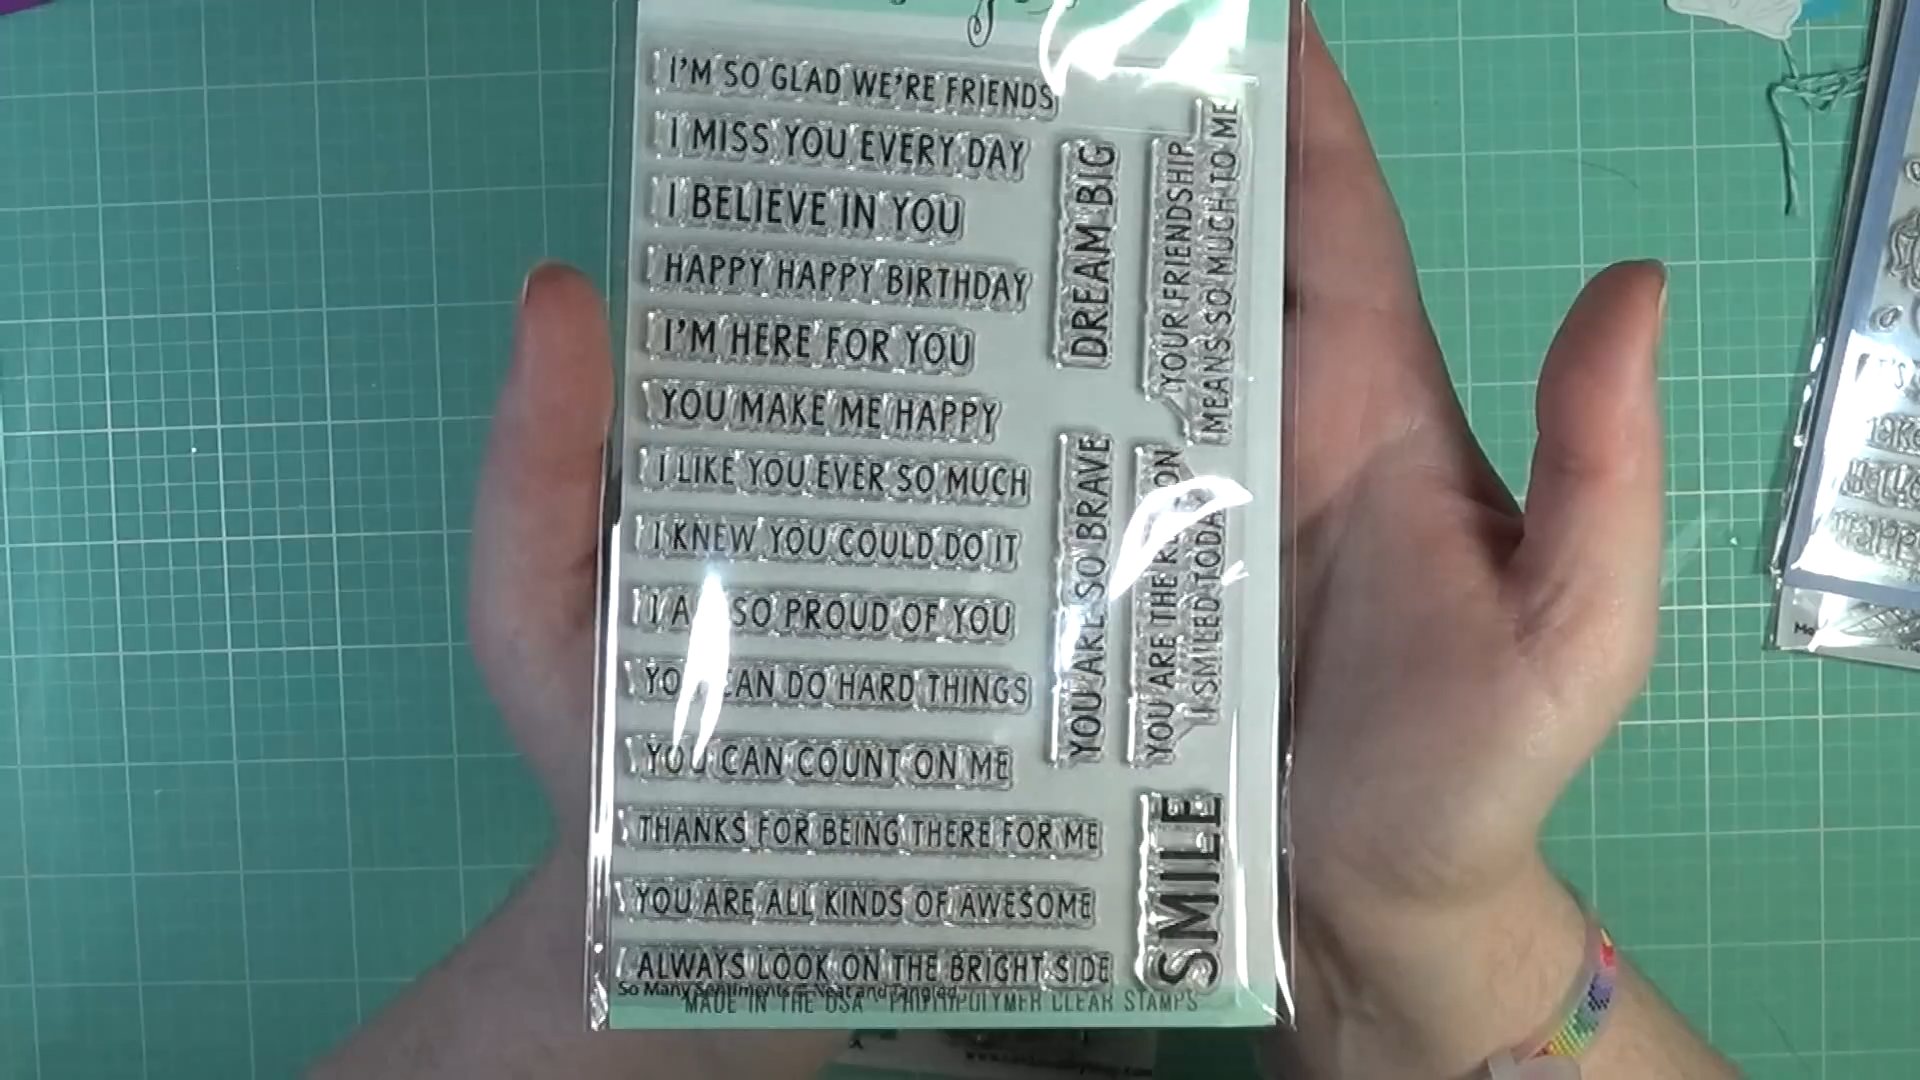 I'M SO GLAD WE'RE FRIENDS
I MISS YOU EVERY DAY
I BELIEVE IN YOU
HAPPY HAPPY BIRTHDAY
I'M HERE FOR YOU
YOU MAKE ME HAPPY
I LIKE YOU EVER SO MUCH
I KNEW YOU COULD DO IT
I AM SO PROUD OF YOU
YOU CAN DO HARD THINGS
YOU CAN COUNT ON ME
THANKS FOR BEING THERE FOR ME
YOU ARE ALL KINDS OF AWESOME
ALWAYS LOOK ON THE BRIGHT SIDE
DREAM BIG
YOUR FRIENDSHIP
MEANS SO MUCH TO ME
YOU ARE SO BRAVE
YOU ARE THE REASON
I SMILED TODAY
SMILE
So Many Sentiments - Neat and Tangled
MADE IN THE USA PHOTOPOLYMER CLEAR STAMPS